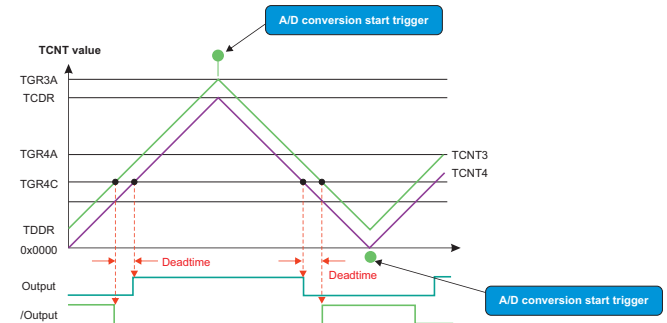 A/D conversion start trigger
TCNT value
TGR3A
TCDR
TGR4A
TCNT3
TCNT4
TGR4C
TDDR
0x0000
Deadtime
Deadtime
Output
A/D conversion start trigger
/Output